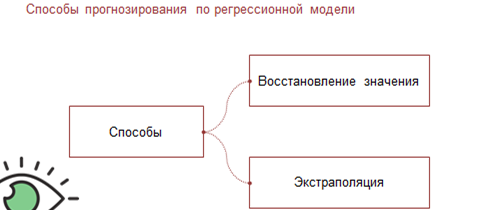 Способы прогнозирования по регрессионной модели
Восстановление значения
Способы
Экстраполяция